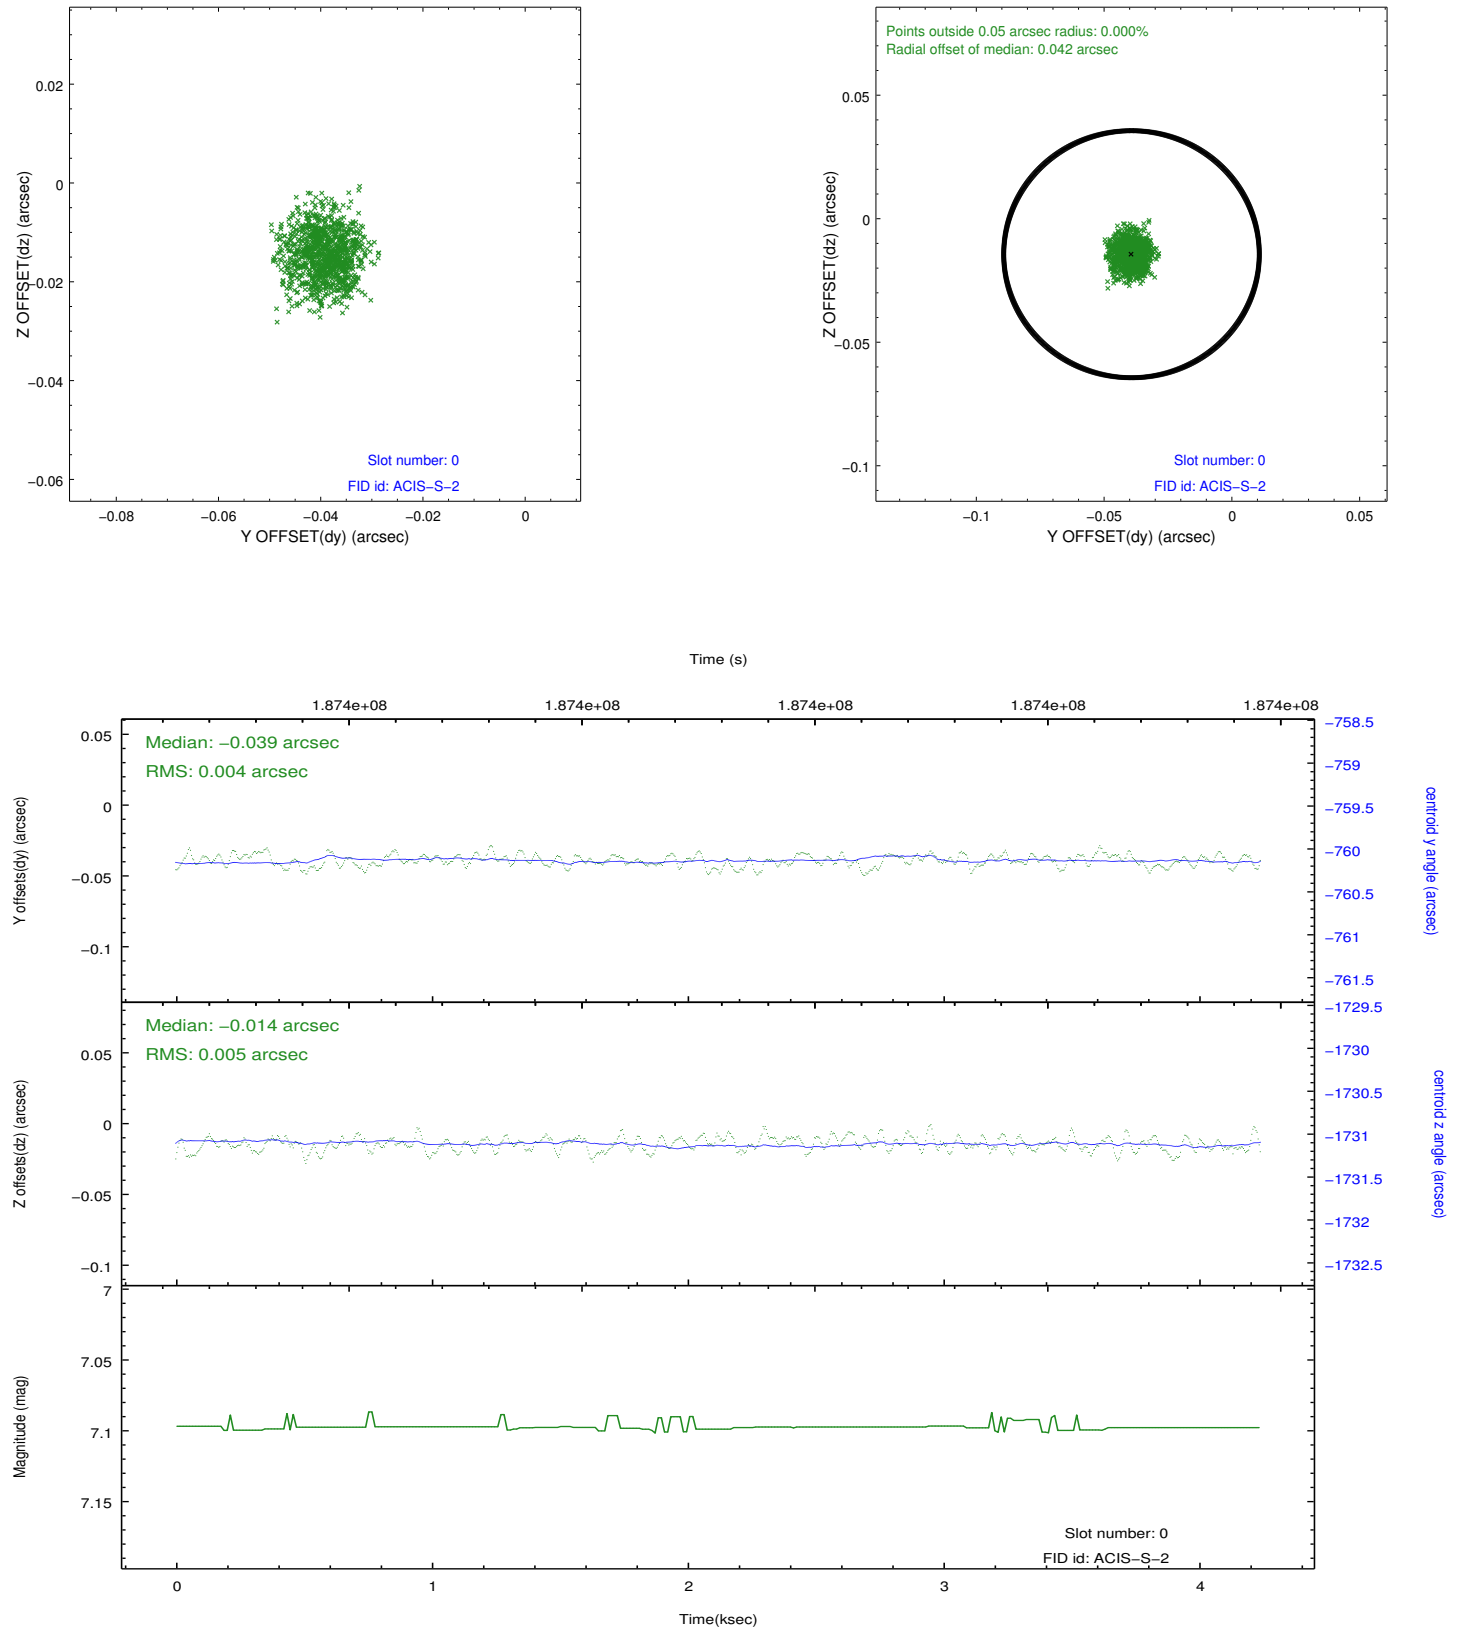 0.02
0
−0.02
−0.04
−0.06
Z OFFSET(dz) (arcsec)
Slot number: 0
FID id: ACIS−S−2
−0.08
−0.06
−0.04
−0.02
0
Y OFFSET(dy) (arcsec)
Points outside 0.05 arcsec radius: 0.000%
Radial offset of median: 0.042 arcsec
0.05
0
−0.05
−0.1
Z OFFSET(dz) (arcsec)
Slot number: 0
FID id: ACIS−S−2
−0.1
−0.05
0
0.05
Y OFFSET(dy) (arcsec)
Time (s)
1.874e+08
1.874e+08
1.874e+08
1.874e+08
1.874e+08
Median: −0.039 arcsec
RMS: 0.004 arcsec
0.05
0
−0.05
−0.1
Y offsets(dy) (arcsec)
−758.5
−759
−759.5
−760
−760.5
−761
−761.5
centroid y angle (arcsec)
Median: −0.014 arcsec
RMS: 0.005 arcsec
0.05
0
−0.05
−0.1
Z offsets(dz) (arcsec)
−1729.5
−1730
−1730.5
−1731
−1731.5
−1732
−1732.5
centroid z angle (arcsec)
7
7.05
7.1
7.15
Magnitude (mag)
Slot number: 0
FID id: ACIS−S−2
0
1
2
3
4
Time(ksec)